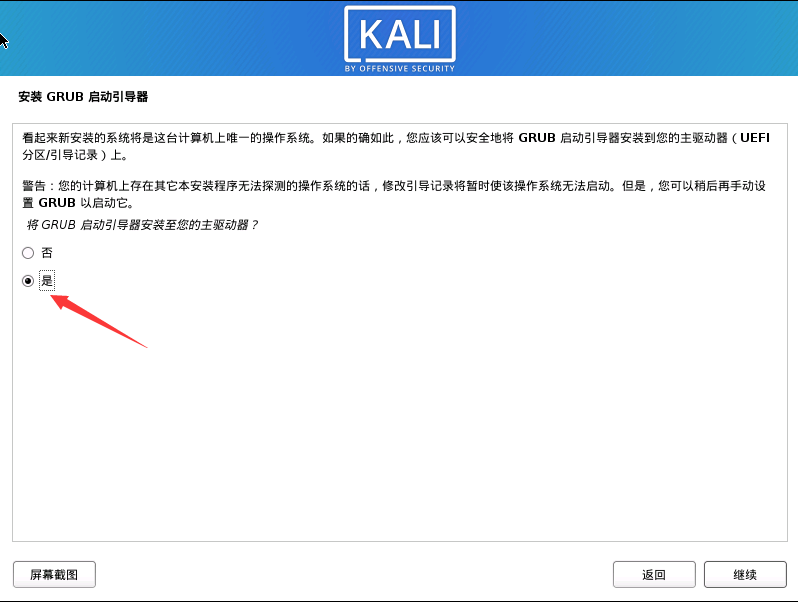 KALI
BY OFFENSIVE SECURITY
安装 GRUB 启动引导器
看起来新安装的系统将是这台计算机上唯一的操作系统。如果的确如此，您应该可以安全地将 GRUB 启动引导器安装到您的主驱动器（UEFI
分区/引导记录）上。
警告：您的计算机上存在其它本安装程序无法探测的操作系统的话，修改引导记录将暂时使该操作系统无法启动。但是，您可以稍后再手动设
置 GRUB 以启动它。
将 GRUB 启动引导器安装至您的主驱动器？
否
是
屏幕截图
返回
继续